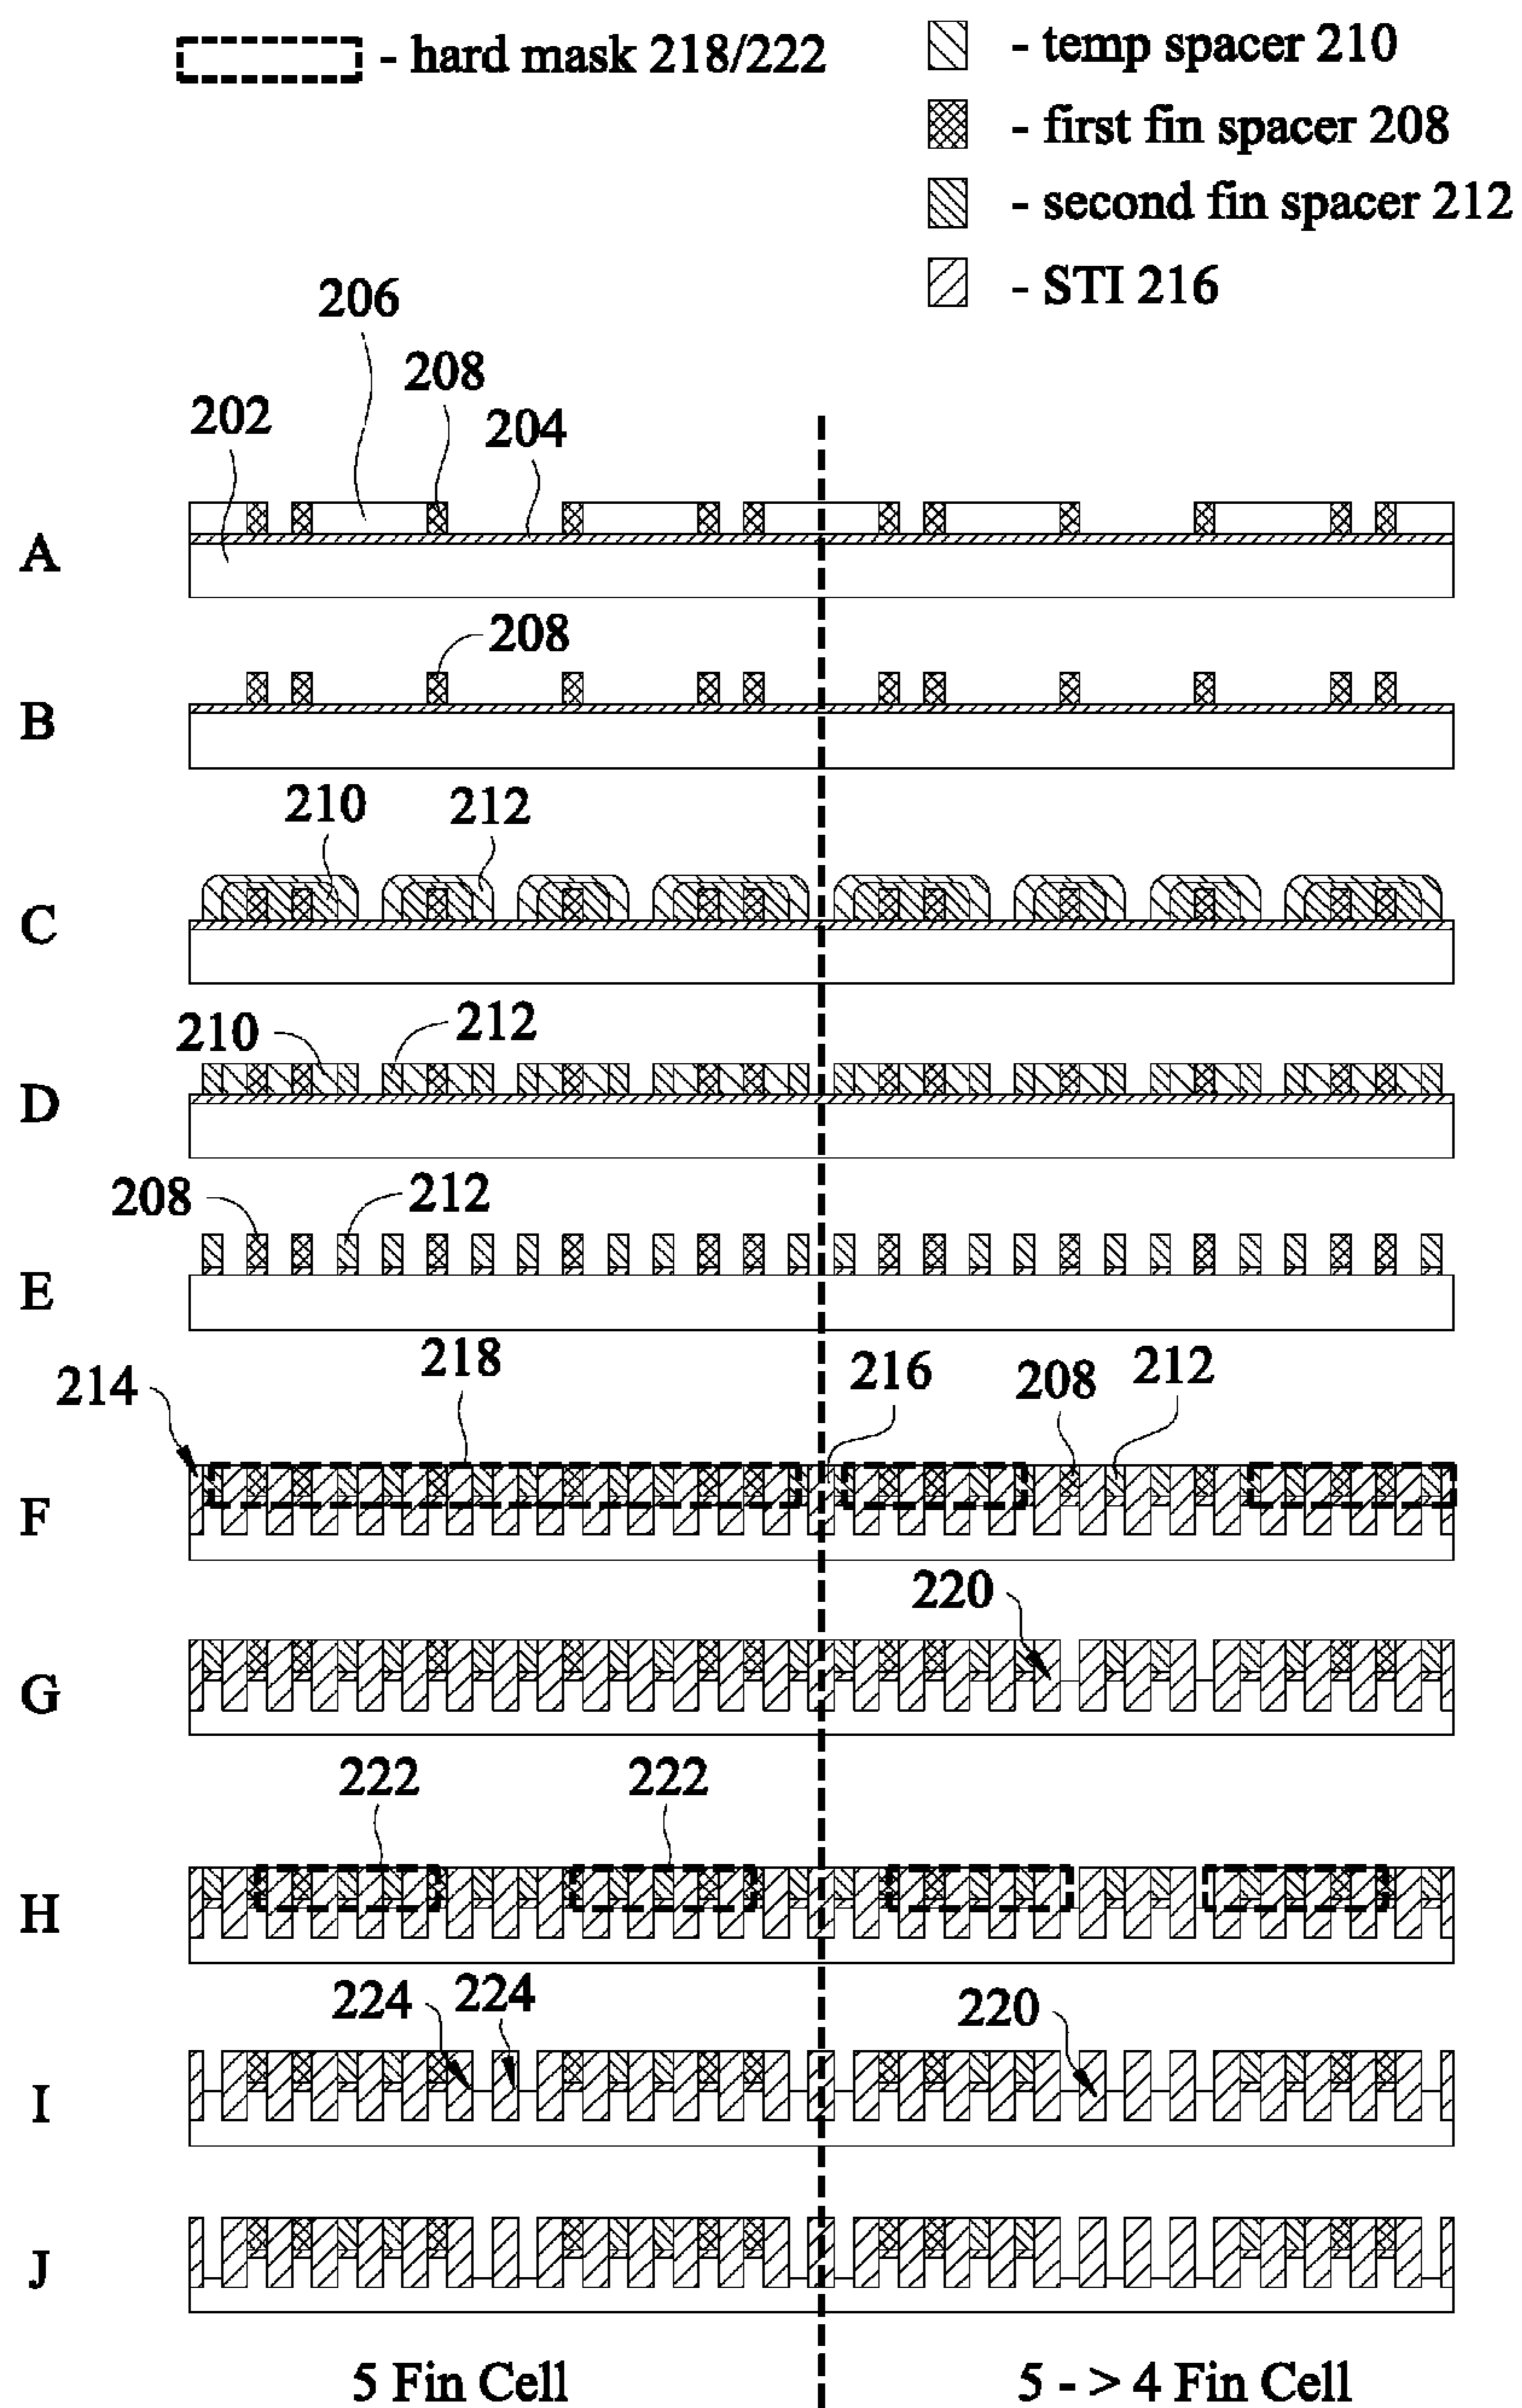 - hard mask 218/222
- temp spacer 210
- first fin spacer 208
- second fin spacer 212
- STI 216
206
208
202
204
A
208
B
210
212
C
210
212
D
208
212
E
218
214
216
208
212
F
220
G
222
222
H
224
224
220
I
J
5 Fin Cell
5 - > 4 Fin Cell